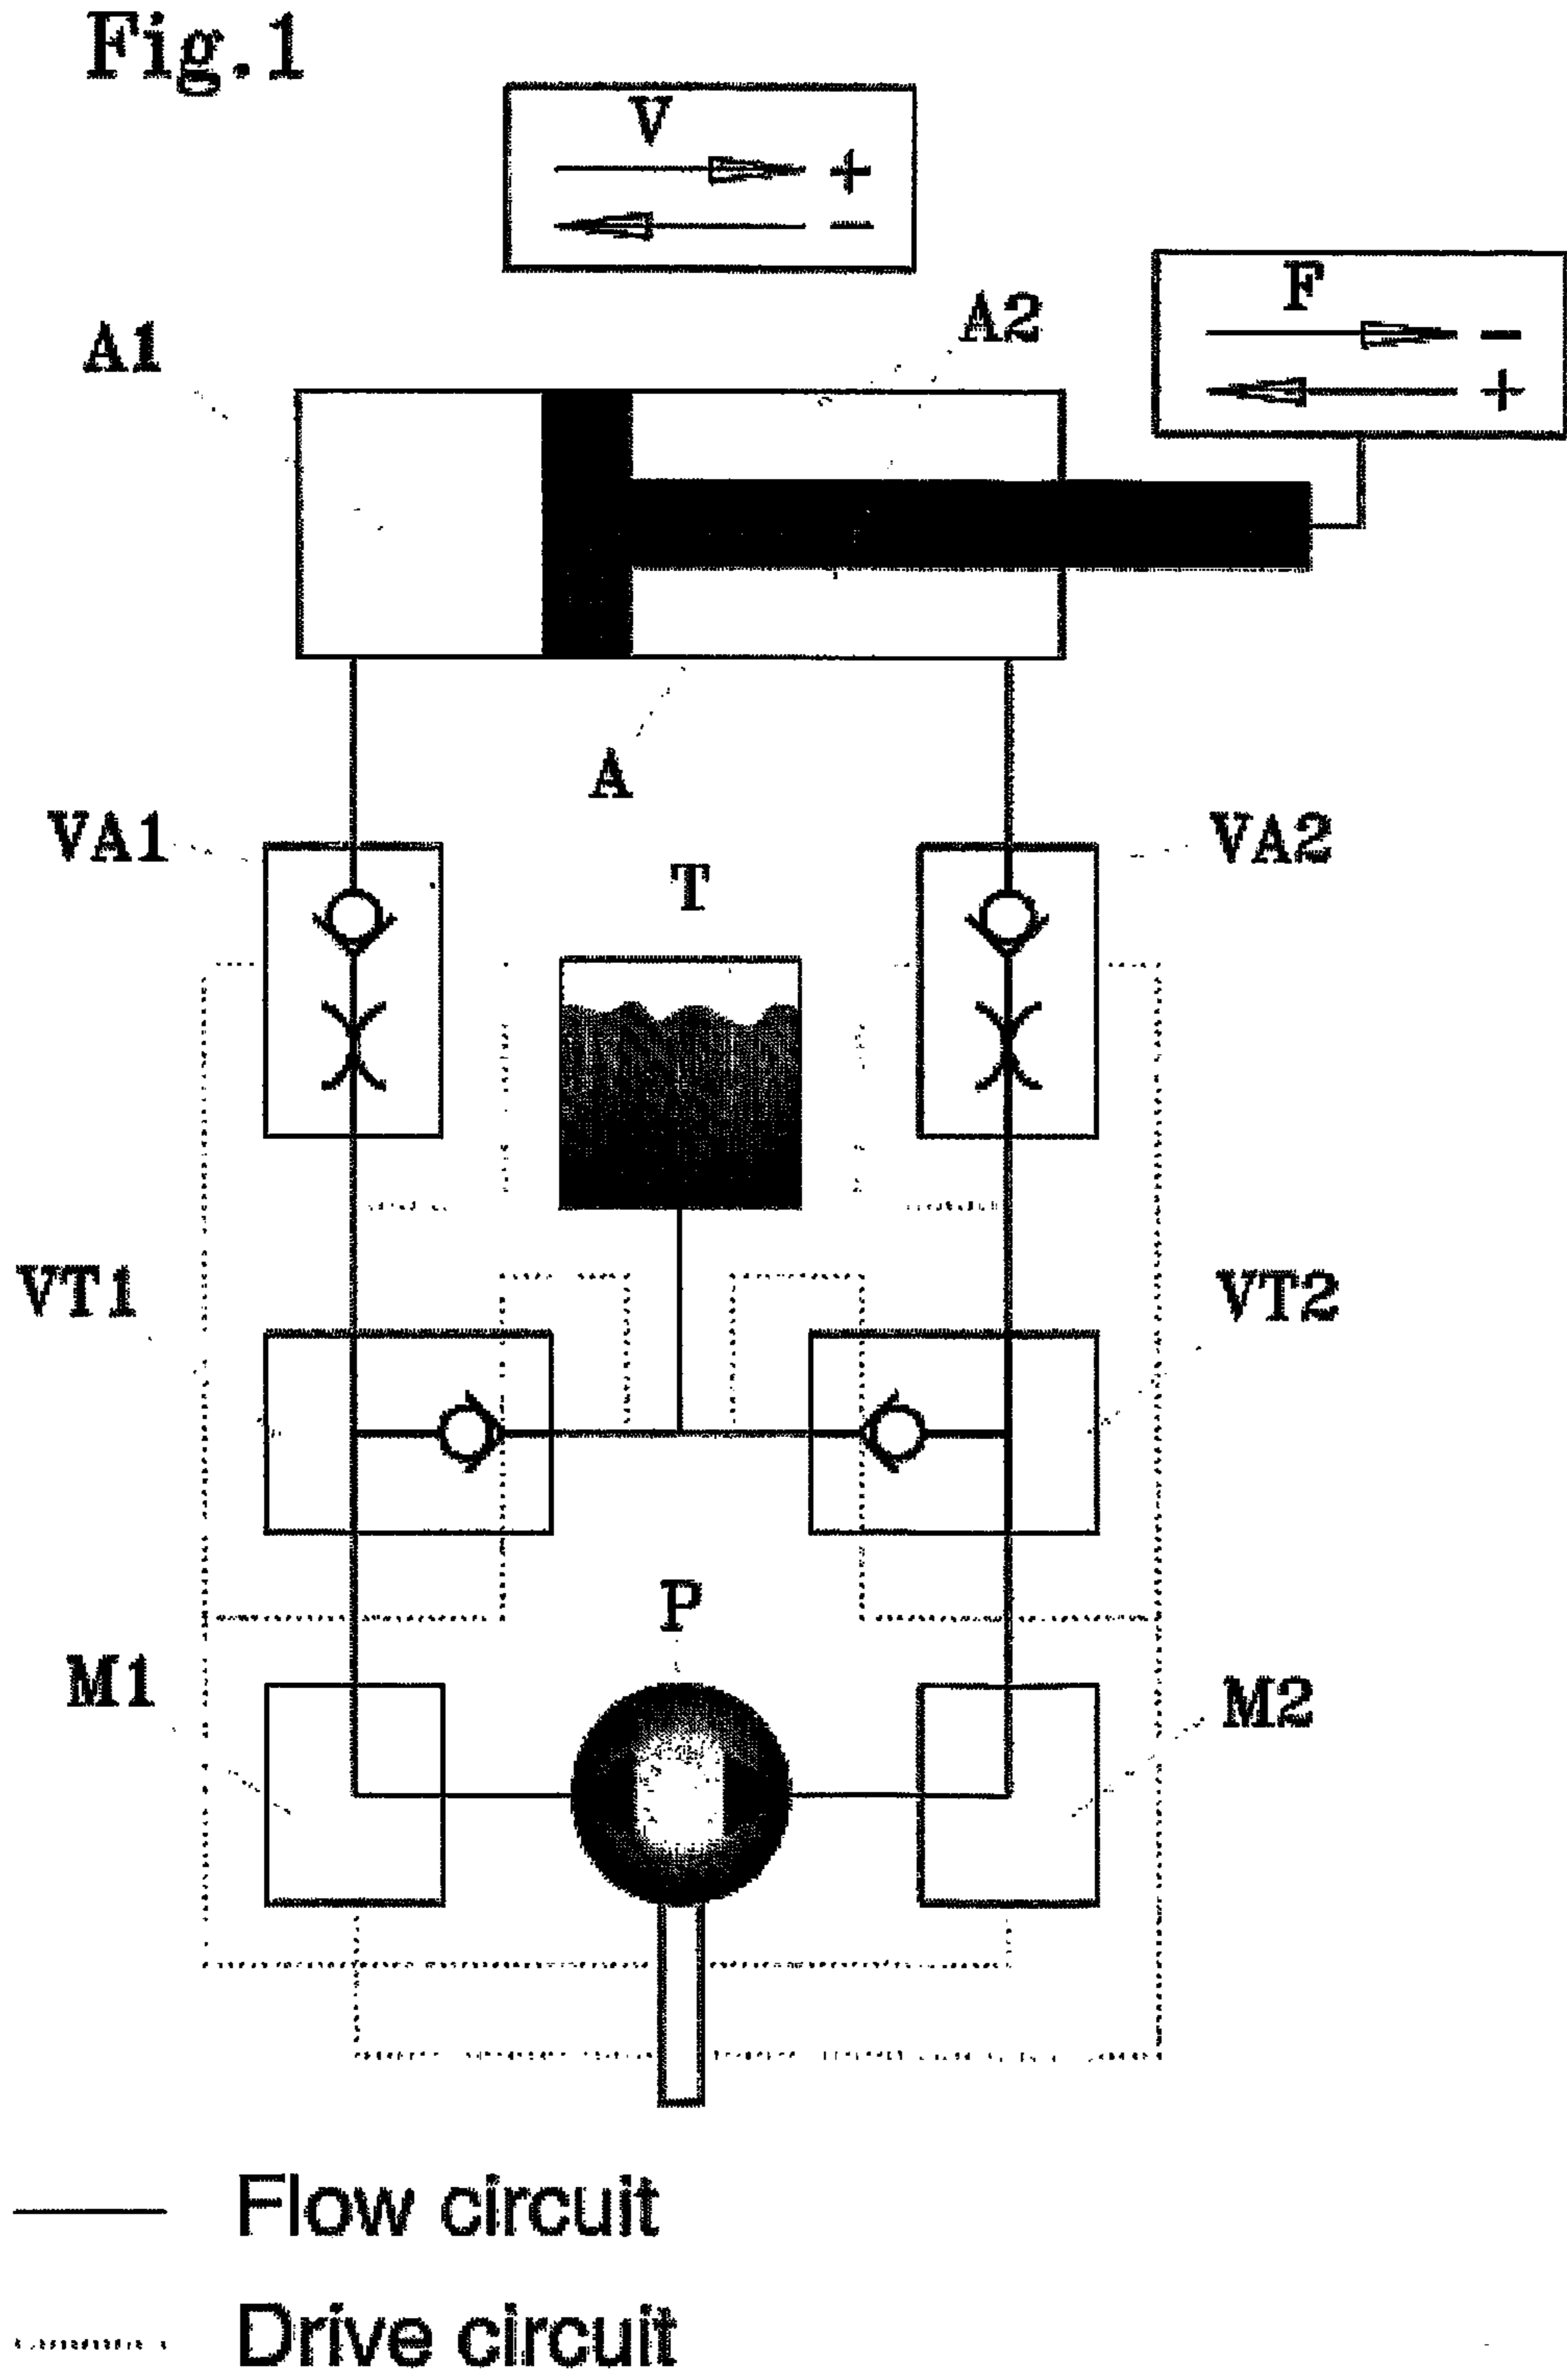 Fig.1
V
+
-
F
-
+
A1
A2
A
VA1
VA2
T
VT1
VT2
P
M1
M2
Flow circuit
Drive circuit